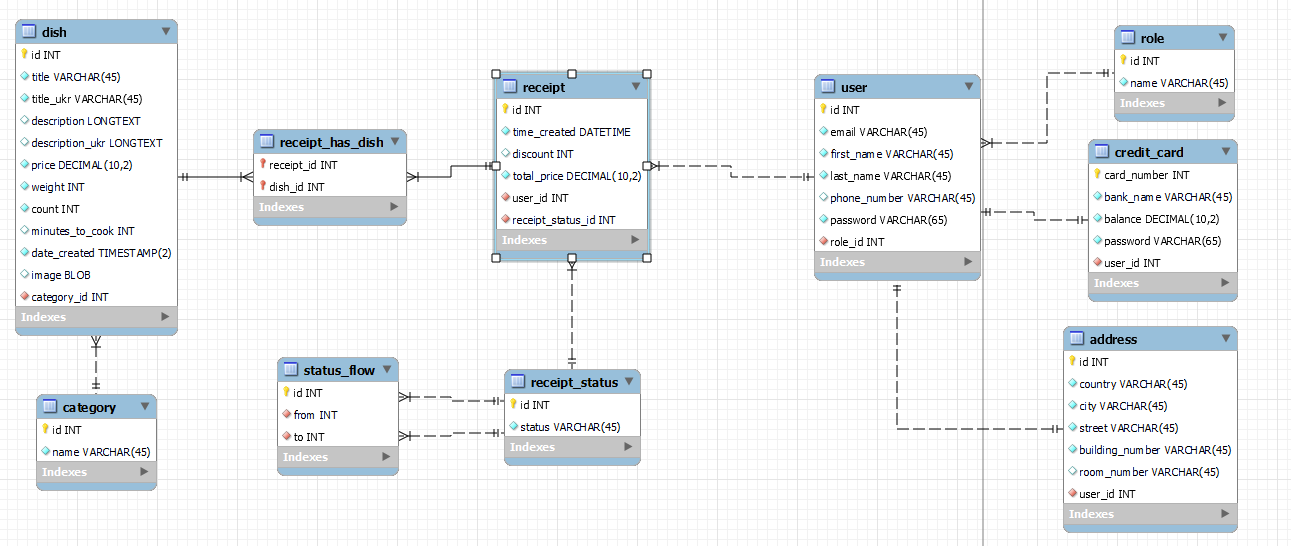 dish
id INT
title VARCHAR(45)
title_ukr VARCHAR(45)
description LONGTEXT
description_ukr LONGTEXT
price DECIMAL(10,2)
weight INT
count INT
minutes_to_cook INT
date_created TIMESTAMP(2)
image BLOB
category_id INT
Indexes
category
id INT
name VARCHAR(45)
Indexes
receipt_has_dish
receipt_id INT
dish_id INT
Indexes
status_flow
id INT
from INT
to INT
Indexes
receipt
id INT
time_created DATETIME
discount INT
total_price DECIMAL(10,2)
user_id INT
receipt_status_id INT
Indexes
receipt_status
id INT
status VARCHAR(45)
Indexes
user
id INT
email VARCHAR(45)
first_name VARCHAR(45)
last_name VARCHAR(45)
phone_number VARCHAR(45)
password VARCHAR(65)
role_id INT
Indexes
role
id INT
name VARCHAR(45)
Indexes
credit_card
card_number INT
bank_name VARCHAR(45)
balance DECIMAL(10,2)
password VARCHAR(65)
user_id INT
Indexes
address
id INT
country VARCHAR(45)
city VARCHAR(45)
street VARCHAR(45)
building_number VARCHAR(45)
room_number VARCHAR(45)
user_id INT
Indexes